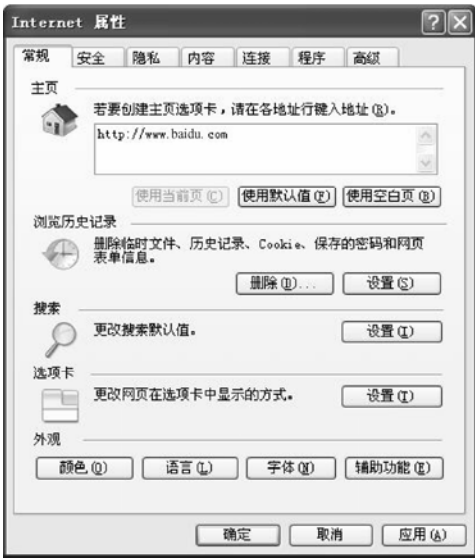 Internet 属性
常规 安全 隐私 内容 连接 程序 高级
主页
若要创建主页选项卡，请在各地址行键入地址(R)。
http://www.baidu.com
使用当前页(C) 使用默认值(F) 使用空白页(B)
浏览历史记录
删除临时文件、历史记录、Cookie、保存的密码和网页
表单信息。
删除(D)... 设置(S)
搜索
更改搜索默认值。 设置(I)
选项卡
更改网页在选项卡中显示的方式。 设置(T)
外观
颜色(O) 语言(L) 字体(N) 辅助功能(E)
确定 取消 应用(A)